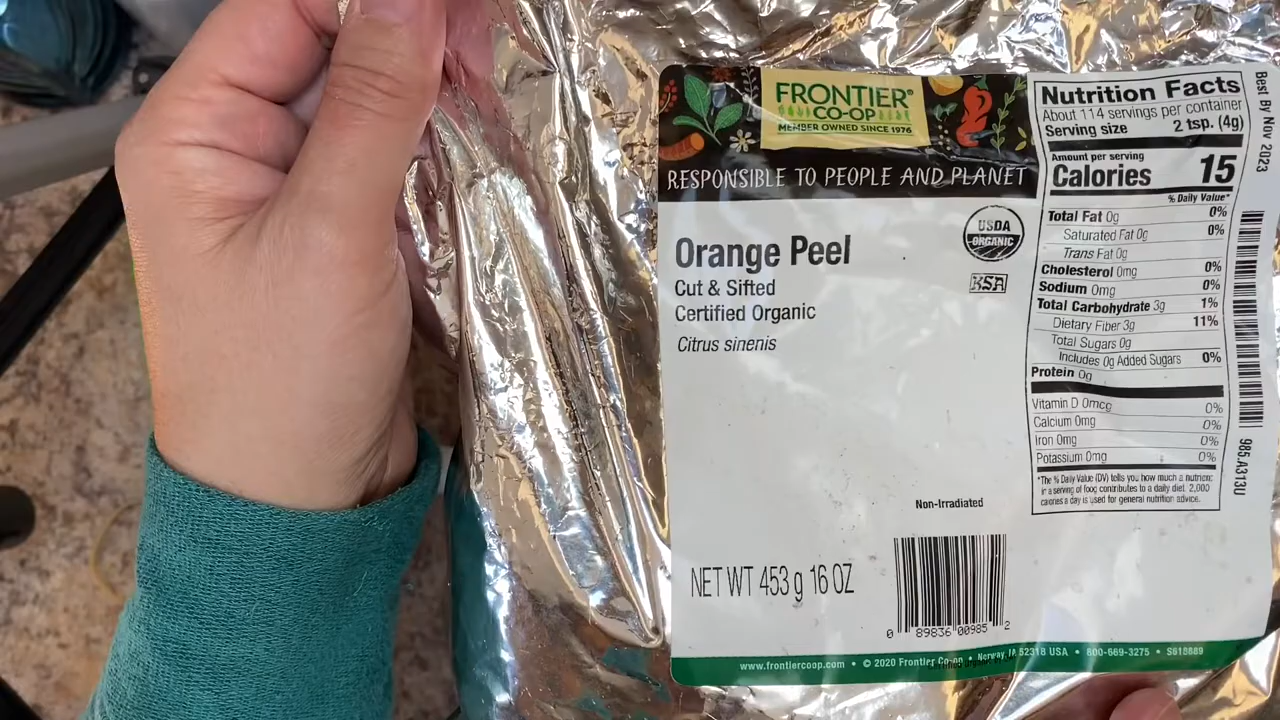 FRONTIER®
CO-OP
MEMBER OWNED SINCE 1976
RESPONSIBLE TO PEOPLE AND PLANET
Orange Peel
Cut & Sifted
Certified Organic
Citrus sinenis
USDA
ORGANIC
KSA
Non-Irradiated
NET WT 453 g 16 OZ
0 89836 00985 2
www.frontiercoop.com • © 2020 Frontier Co-op • Norway, IA 52318 USA • 800-669-3275 • S618889
Nutrition Facts
About 114 servings per container
Serving size 2 tsp. (4g)
Amount per serving
Calories 15
% Daily Value*
Total Fat 0g 0%
Saturated Fat 0g 0%
Trans Fat 0g
Cholesterol 0mg 0%
Sodium 0mg 0%
Total Carbohydrate 3g 1%
Dietary Fiber 3g 11%
Total Sugars 0g
Includes 0g Added Sugars 0%
Protein 0g
Vitamin D 0mcg 0%
Calcium 0mg 0%
Iron 0mg 0%
Potassium 0mg 0%
*The % Daily Value (DV) tells you how much a nutrient
in a serving of food contributes to a daily diet. 2,000
calories a day is used for general nutrition advice.
Best By Nov 2023
985.A313U